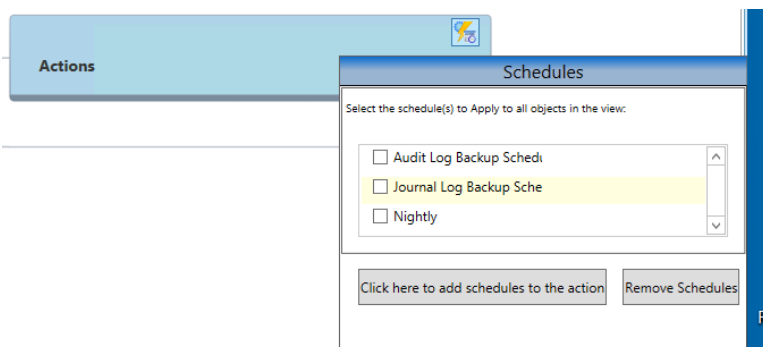 Actions
Schedules
Select the schedule(s) to Apply to all objects in the view:
Audit Log Backup Schedu
Journal Log Backup Sche
Nightly
Click here to add schedules to the action
Remove Schedules